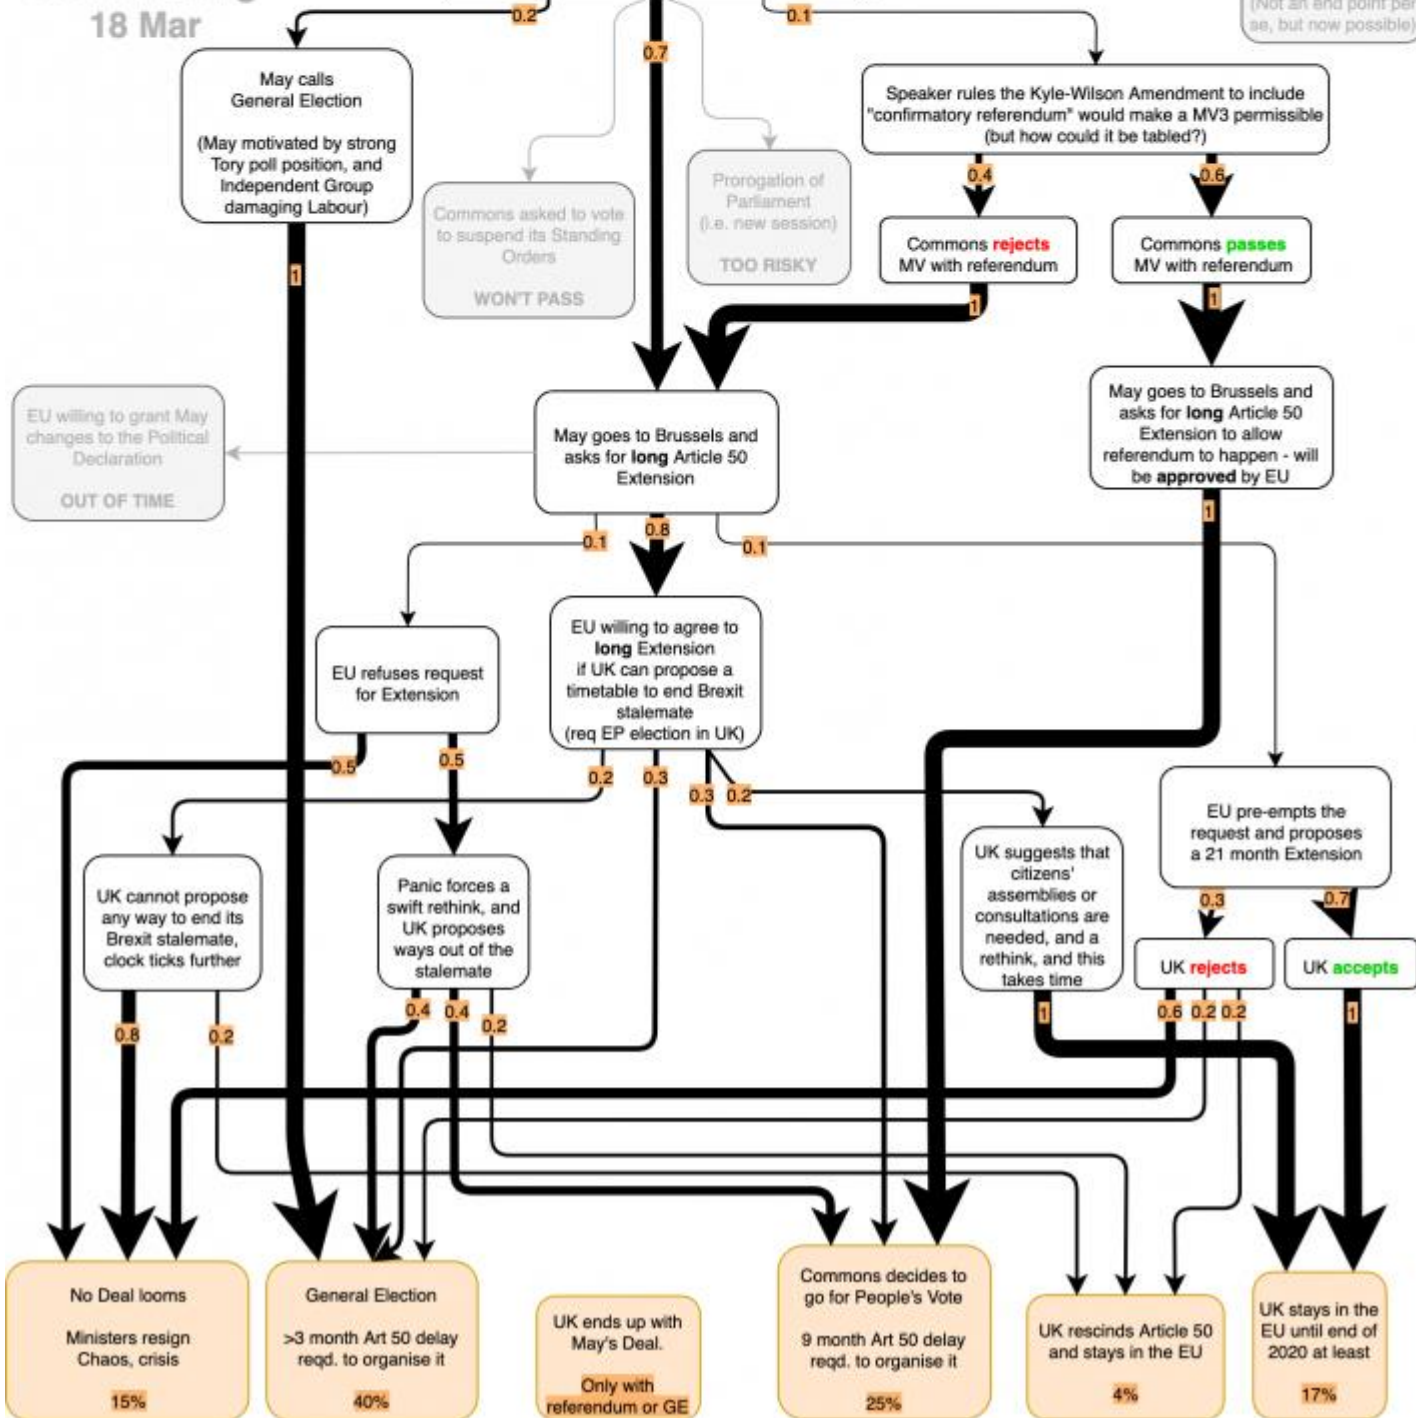 18 Mar
(Not an end point per
se, but now possible)
0.2
0.7
0.1
May calls
General Election
(May motivated by strong
Tory poll position, and
Independent Group
damaging Labour)
Speaker rules the Kyle-Wilson Amendment to include
"confirmatory referendum" would make a MV3 permissible
(but how could it be tabled?)
Commons asked to vote
to suspend its Standing
Orders
WON'T PASS
Prorogation of
Parliament
(i.e. new session)
TOO RISKY
0.4
0.6
Commons rejects
MV with referendum
Commons passes
MV with referendum
1
1
1
EU willing to grant May
changes to the Political
Declaration
OUT OF TIME
May goes to Brussels and
asks for long Article 50
Extension
May goes to Brussels and
asks for long Article 50
Extension to allow
referendum to happen - will
be approved by EU
0.1
0.8
0.1
1
EU refuses request
for Extension
EU willing to agree to
long Extension
if UK can propose a
timetable to end Brexit
stalemate
(req EP election in UK)
0.5
0.5
0.2
0.3
0.3
0.2
EU pre-empts the
request and proposes
a 21 month Extension
UK cannot propose
any way to end its
Brexit stalemate,
clock ticks further
Panic forces a
swift rethink, and
UK proposes
ways out of the
stalemate
UK suggests that
citizens'
assemblies or
consultations are
needed, and a
rethink, and this
takes time
0.3
0.7
UK rejects
UK accepts
0.8
0.2
0.4
0.4
0.2
1
0.6
0.2
0.2
1
No Deal looms
Ministers resign
Chaos, crisis
15%
General Election
>3 month Art 50 delay
reqd. to organise it
40%
UK ends up with
May's Deal.
Only with
referendum or GE
Commons decides to
go for People's Vote
9 month Art 50 delay
reqd. to organise it
25%
UK rescinds Article 50
and stays in the EU
4%
UK stays in the
EU until end of
2020 at least
17%